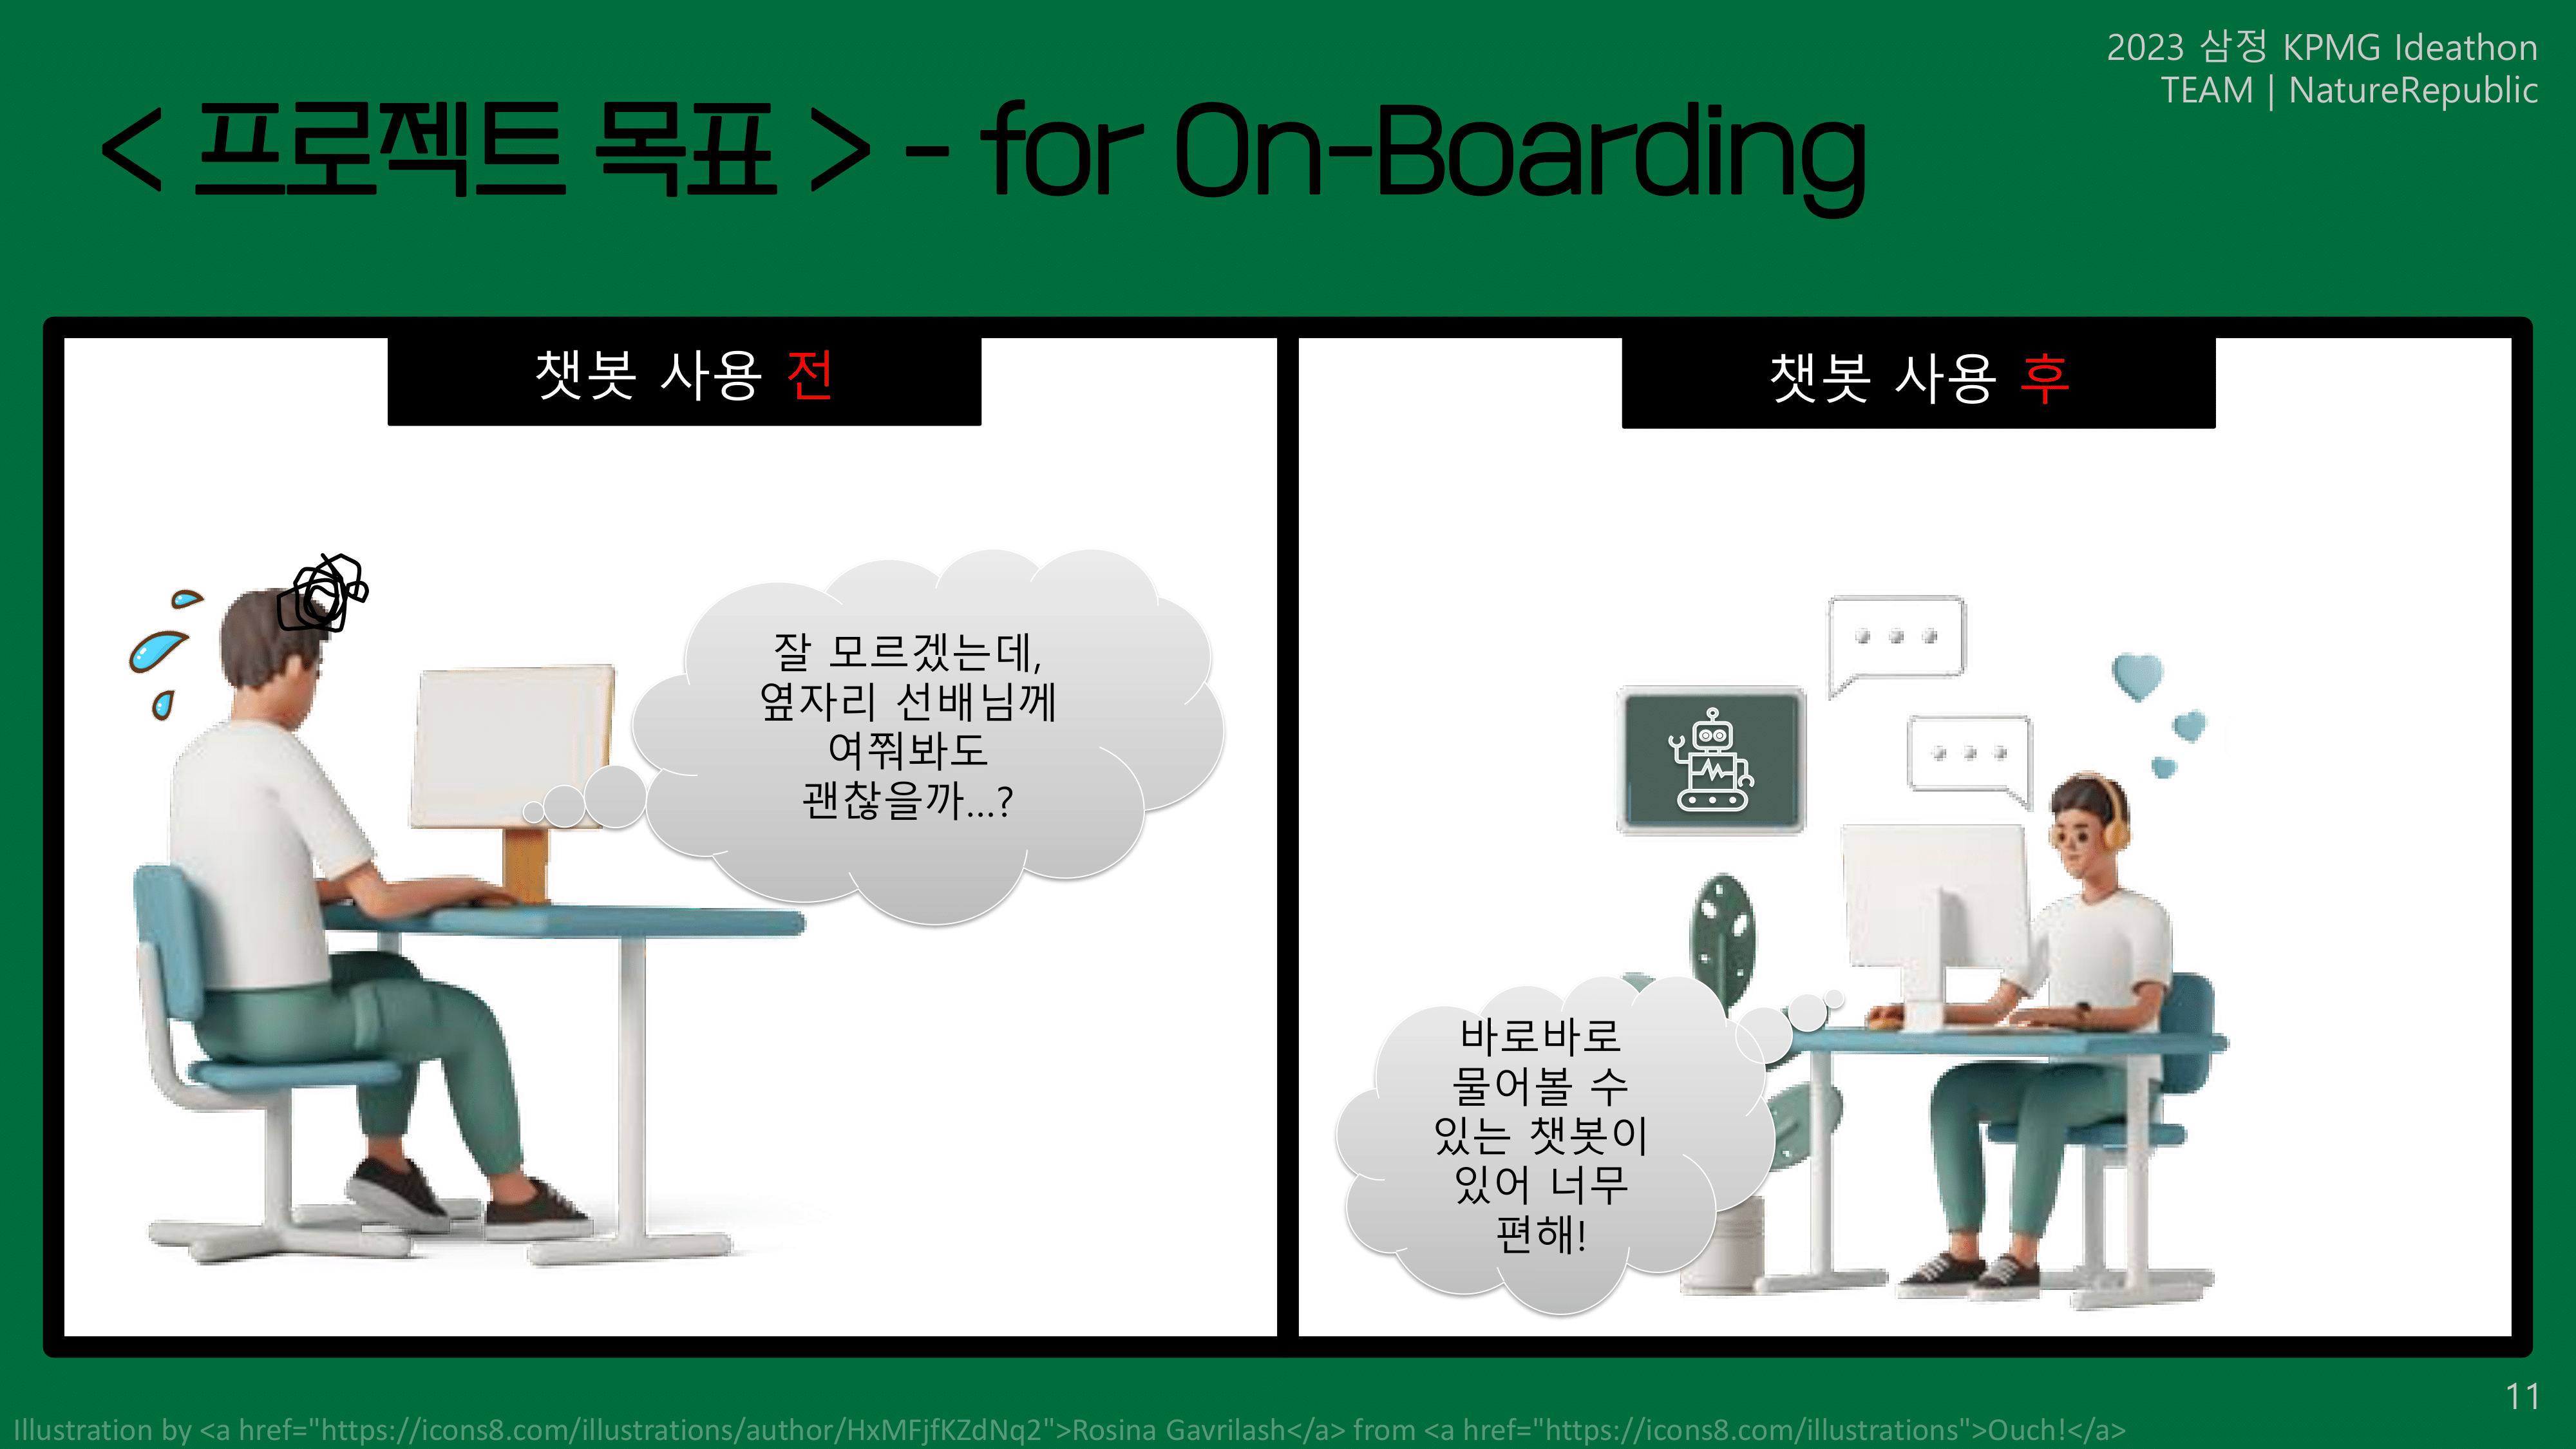 2023 삼정 KPMG Ideathon
TEAM | NatureRepublic
< 프로젝트 목표 > - for On-Boarding
챗봇 사용 전
잘 모르겠는데,
옆자리 선배님께
여쭤봐도
괜찮을까...?
챗봇 사용 후
바로바로
물어볼 수
있는 챗봇이
있어 너무
편해!
11
Illustration by <a href="https://icons8.com/illustrations/author/HxMFjfKZdNq2">Rosina Gavrilash</a> from <a href="https://icons8.com/illustrations">Ouch!</a>